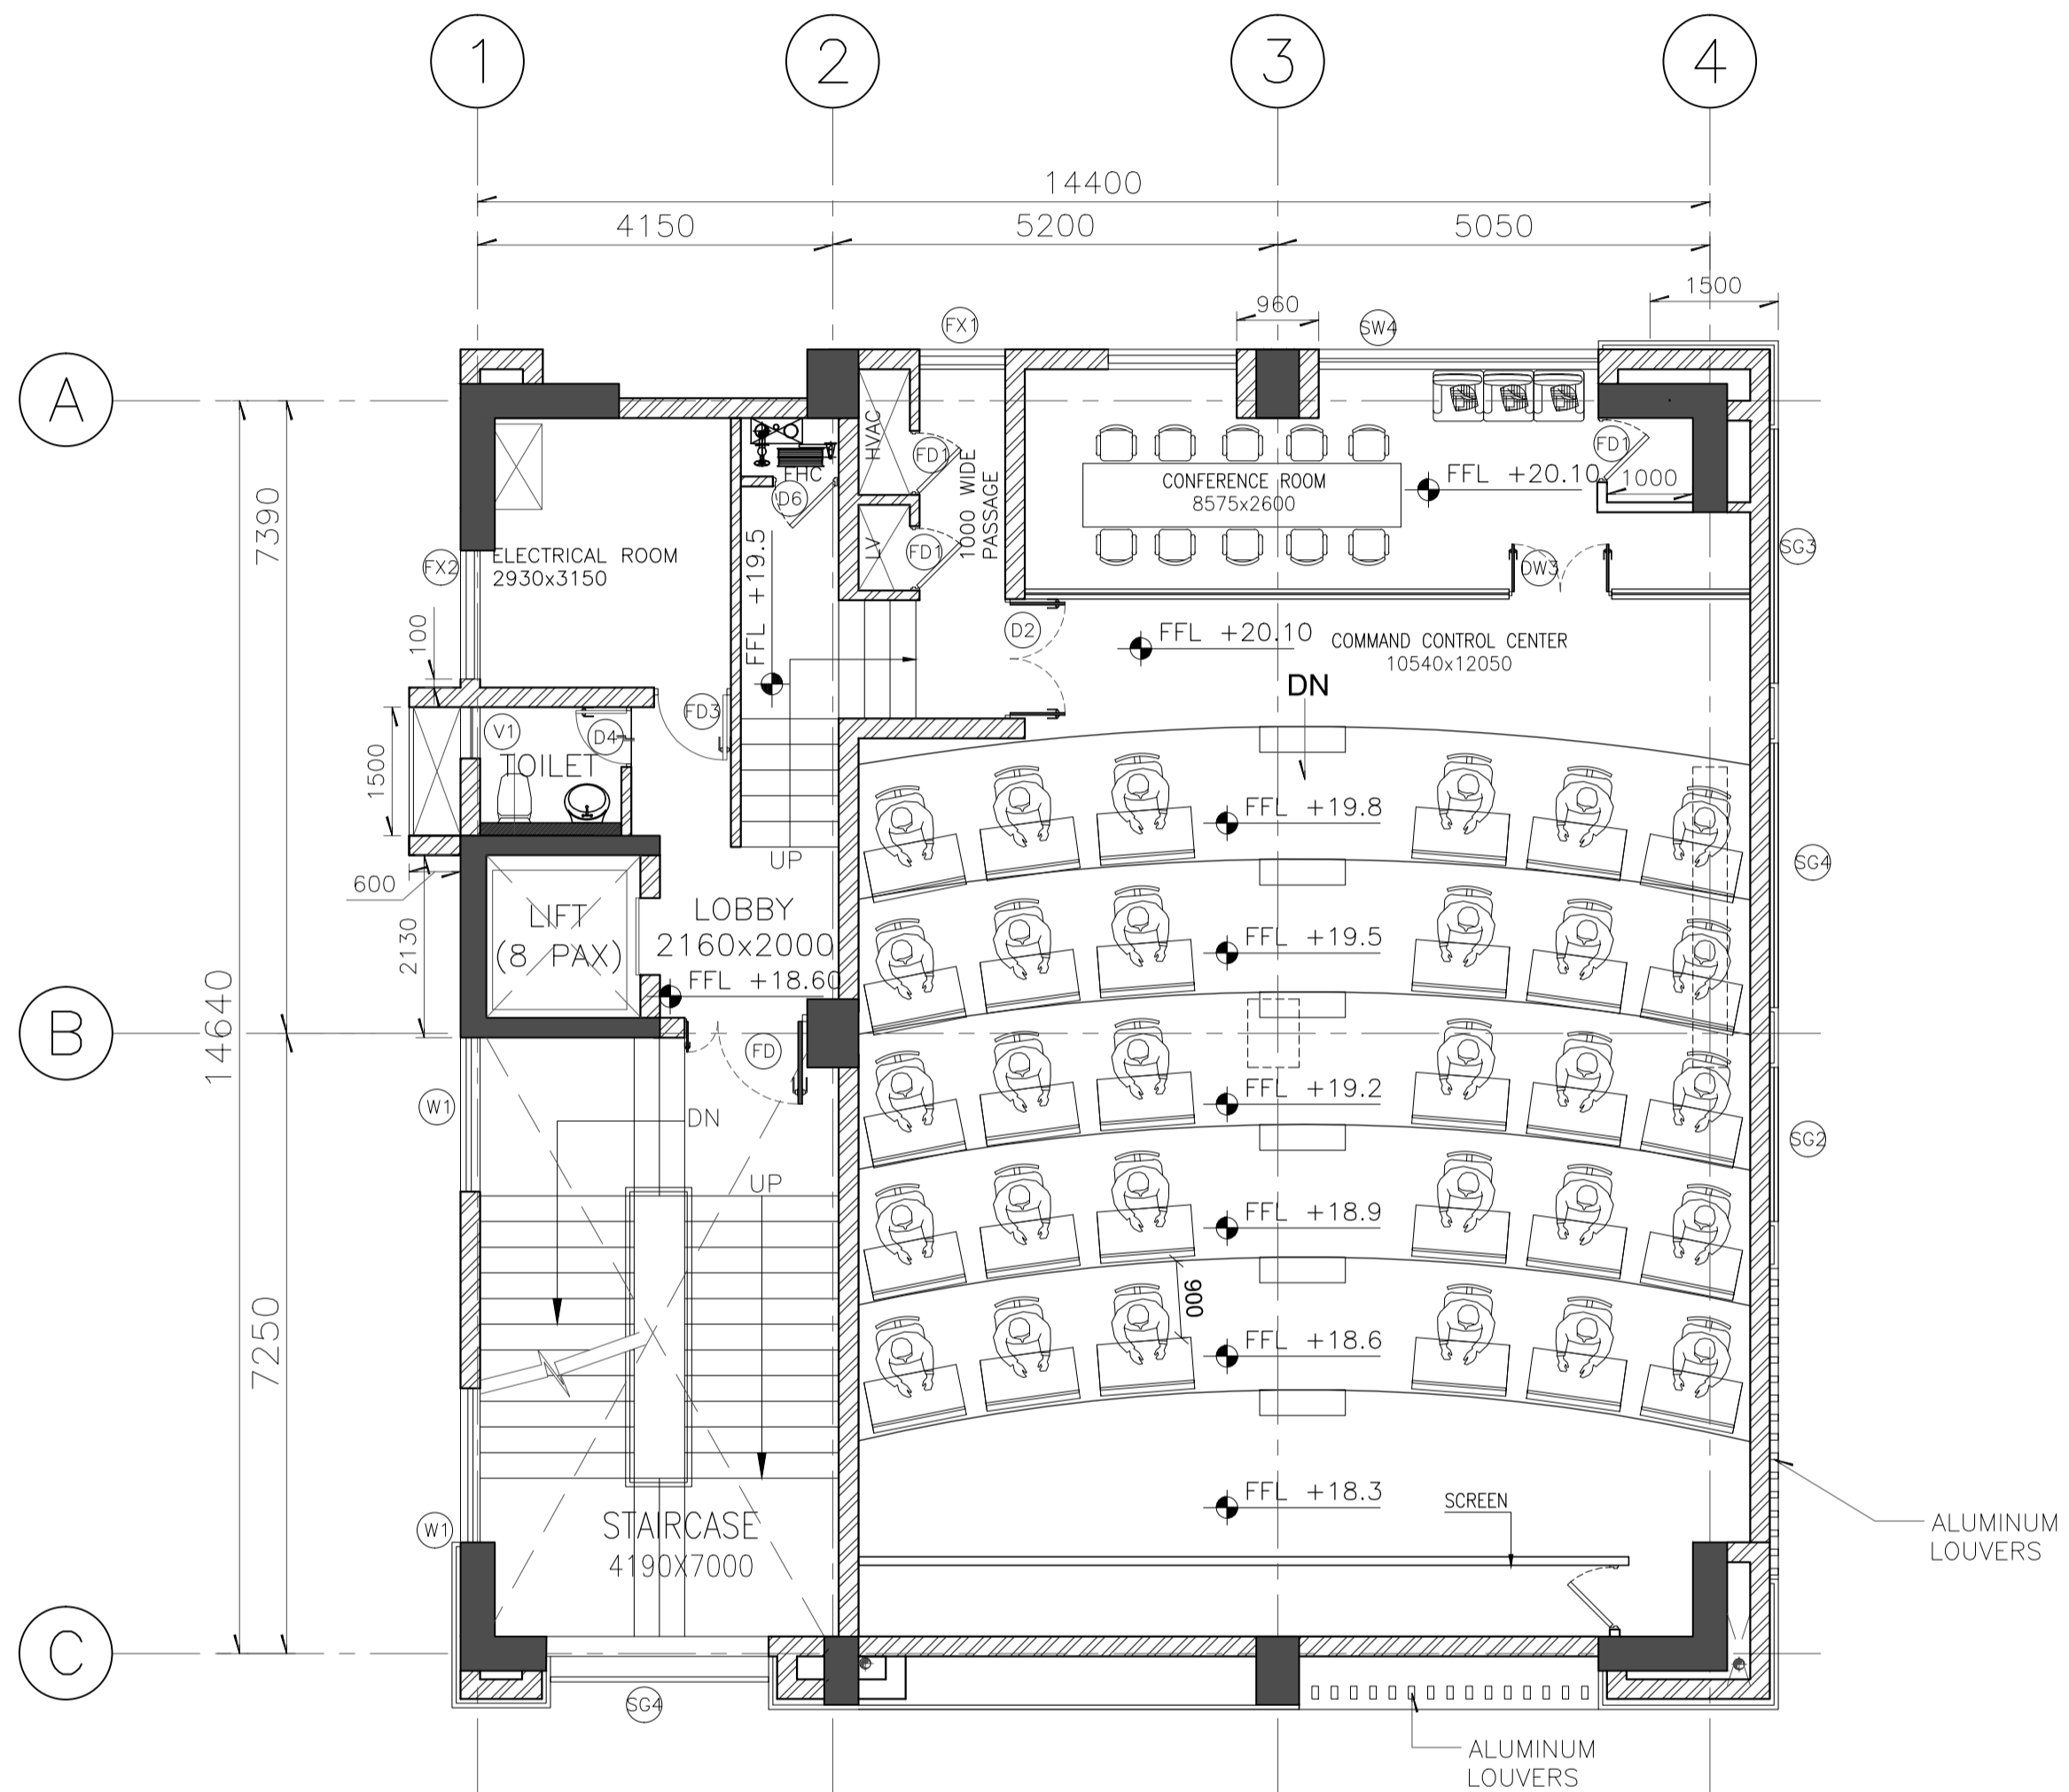 1
2
3
4
14400
4150
5200
5050
1500
960
FX1
SW4
A
HVAC
FD1
1000 WIDE
PASSAGE
CONFERENCE ROOM
8575x2600
FFL +20.10
FD1
1000
FHC
D6
7390
FX2
ELECTRICAL ROOM
2930x3150
FFL +19.5
LV
FD1
DW3
SG3
100
D2
FFL +20.10
COMMAND CONTROL CENTER
10540x12050
DN
V1
D4
FD3
TOILET
1500
FFL +19.8
UP
600
SG4
LIFT
(8 PAX)
LOBBY
2160x2000
FFL +18.60
2130
FFL +19.5
14640
B
FD
W1
DN
FFL +19.2
SG2
UP
FFL +18.9
900
7250
FFL +18.6
FFL +18.3
SCREEN
W1
STAIRCASE
4190X7000
ALUMINUM
LOUVERS
C
SG4
ALUMINUM
LOUVERS